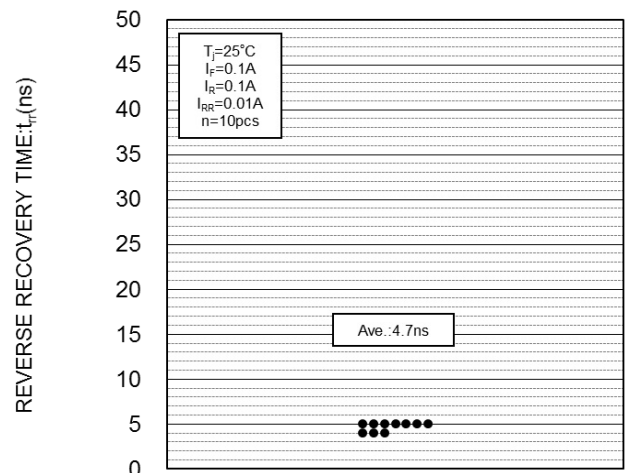 REVERSE RECOVERY TIME:trr(ns)
50
45
40
35
30
25
20
15
10
5
0
Tj=25°C
IF=0.1A
IR=0.1A
IRR=0.01A
n=10pcs
Ave.:4.7ns